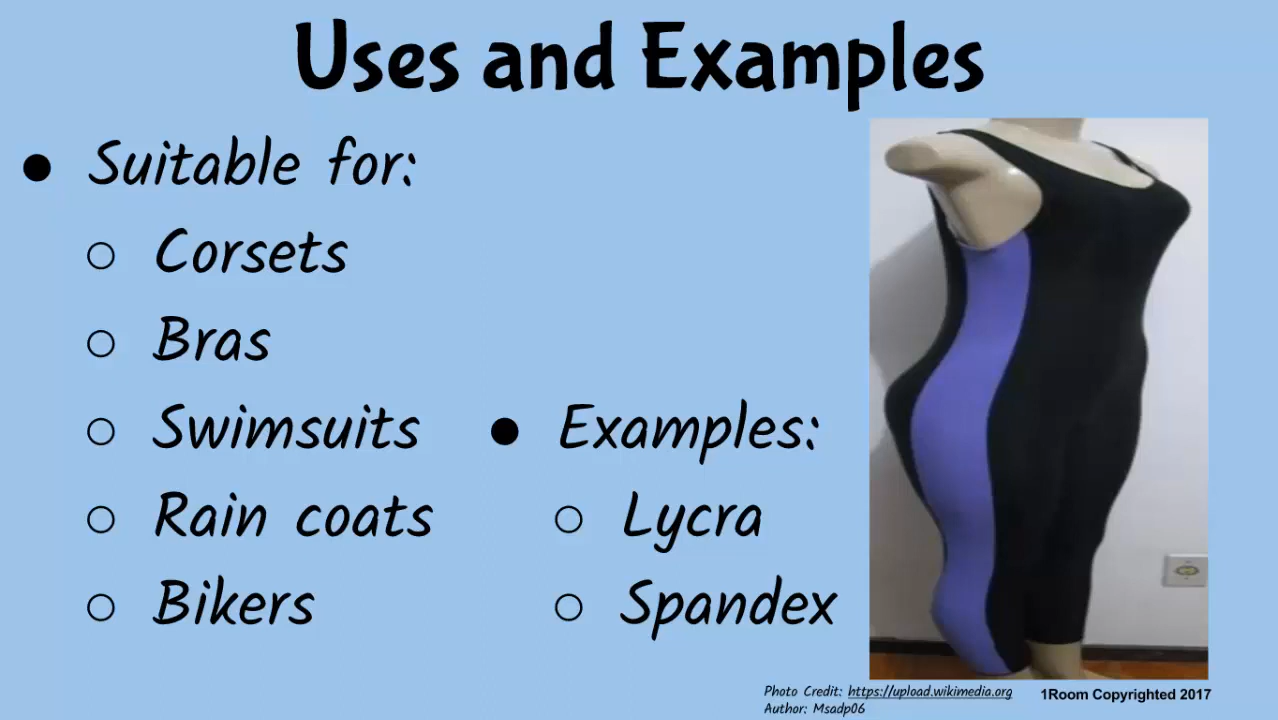 Uses and Examples
● Suitable for:
○ Corsets
○ Bras
○ Swimsuits
○ Rain coats
○ Bikers
● Examples:
○ Lycra
○ Spandex
Photo Credit: https://upload.wikimedia.org
Author: Msadp06
1Room Copyrighted 2017